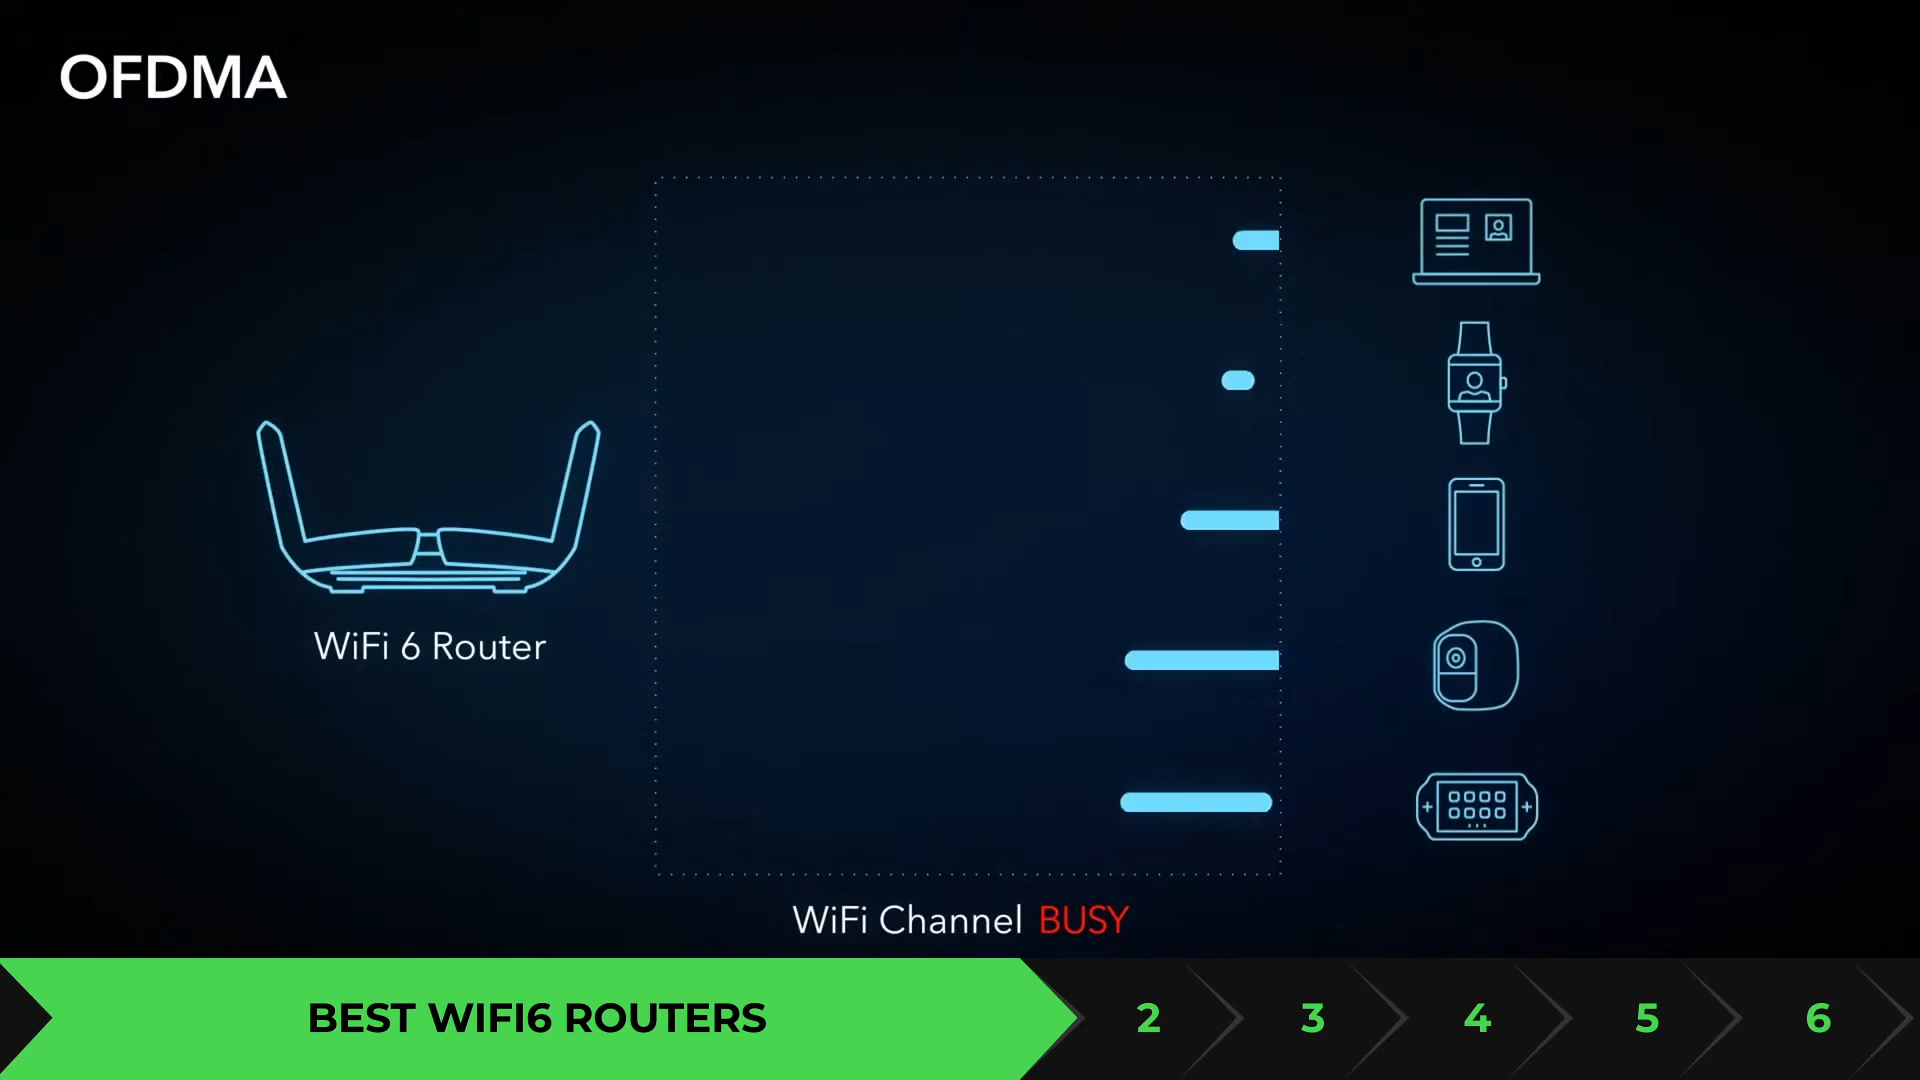 OFDMA
WiFi 6 Router
WiFi Channel BUSY
BEST WIFI6 ROUTERS
2
3
4
5
6